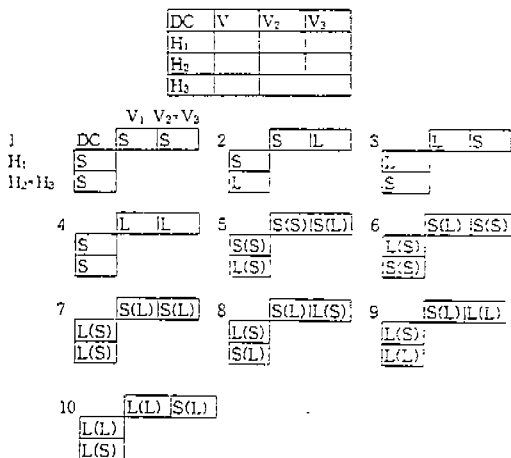 DC V V₂ V₃
H₁
H₂
H₃
V₁ V₂~V₃
1 DC S S
H₁ S
H₂~H₃ S
2 S L
S
L
3 L S
L
S
4 L L
S
S
5 S(S) S(L)
S(S)
L(S)
6 S(L) S(S)
L(S)
S(S)
7 S(L) S(L)
L(S)
L(S)
8 S(L) L(S)
L(S)
S(L)
9 S(L) L(L)
L(S)
L(L)
10 L(L) S(L)
L(L)
L(S)